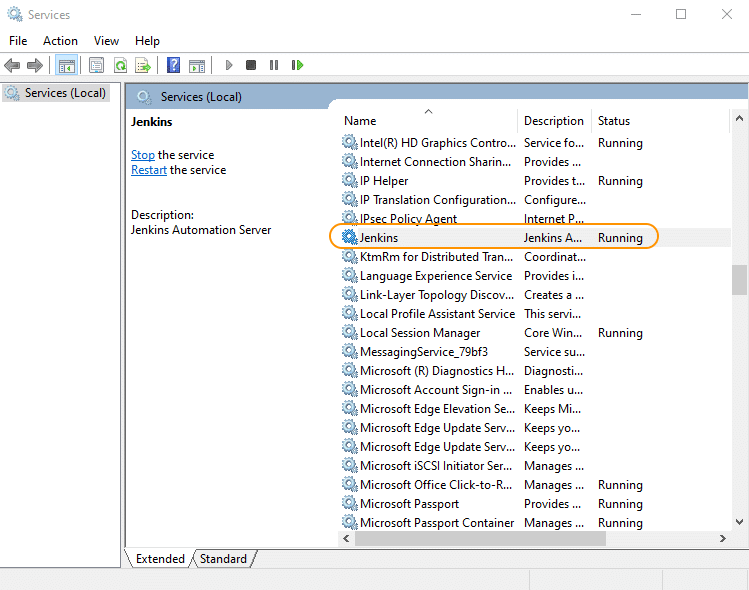 Services
File Action View Help
Services (Local)
Services (Local)
Jenkins
Stop the service
Restart the service
Description:
Jenkins Automation Server
Name Description Status
Intel(R) HD Graphics Contro... Service fo... Running
Internet Connection Sharin... Provides ...
IP Helper Provides t... Running
IP Translation Configuration... Configure...
IPsec Policy Agent Internet P...
Jenkins Jenkins A... Running
KtmRm for Distributed Tran... Coordinat...
Language Experience Service Provides i...
Link-Layer Topology Discov... Creates a ...
Local Profile Assistant Service This servi...
Local Session Manager Core Win... Running
MessagingService_79bf3 Service su...
Microsoft (R) Diagnostics H... Diagnosti...
Microsoft Account Sign-in ... Enables u...
Microsoft Edge Elevation Se... Keeps Mi...
Microsoft Edge Update Serv... Keeps yo...
Microsoft Edge Update Serv... Keeps yo...
Microsoft iSCSI Initiator Ser... Manages ...
Microsoft Office Click-to-R... Manages ... Running
Microsoft Passport Provides ... Running
Microsoft Passport Container Manages ... Running
Extended Standard